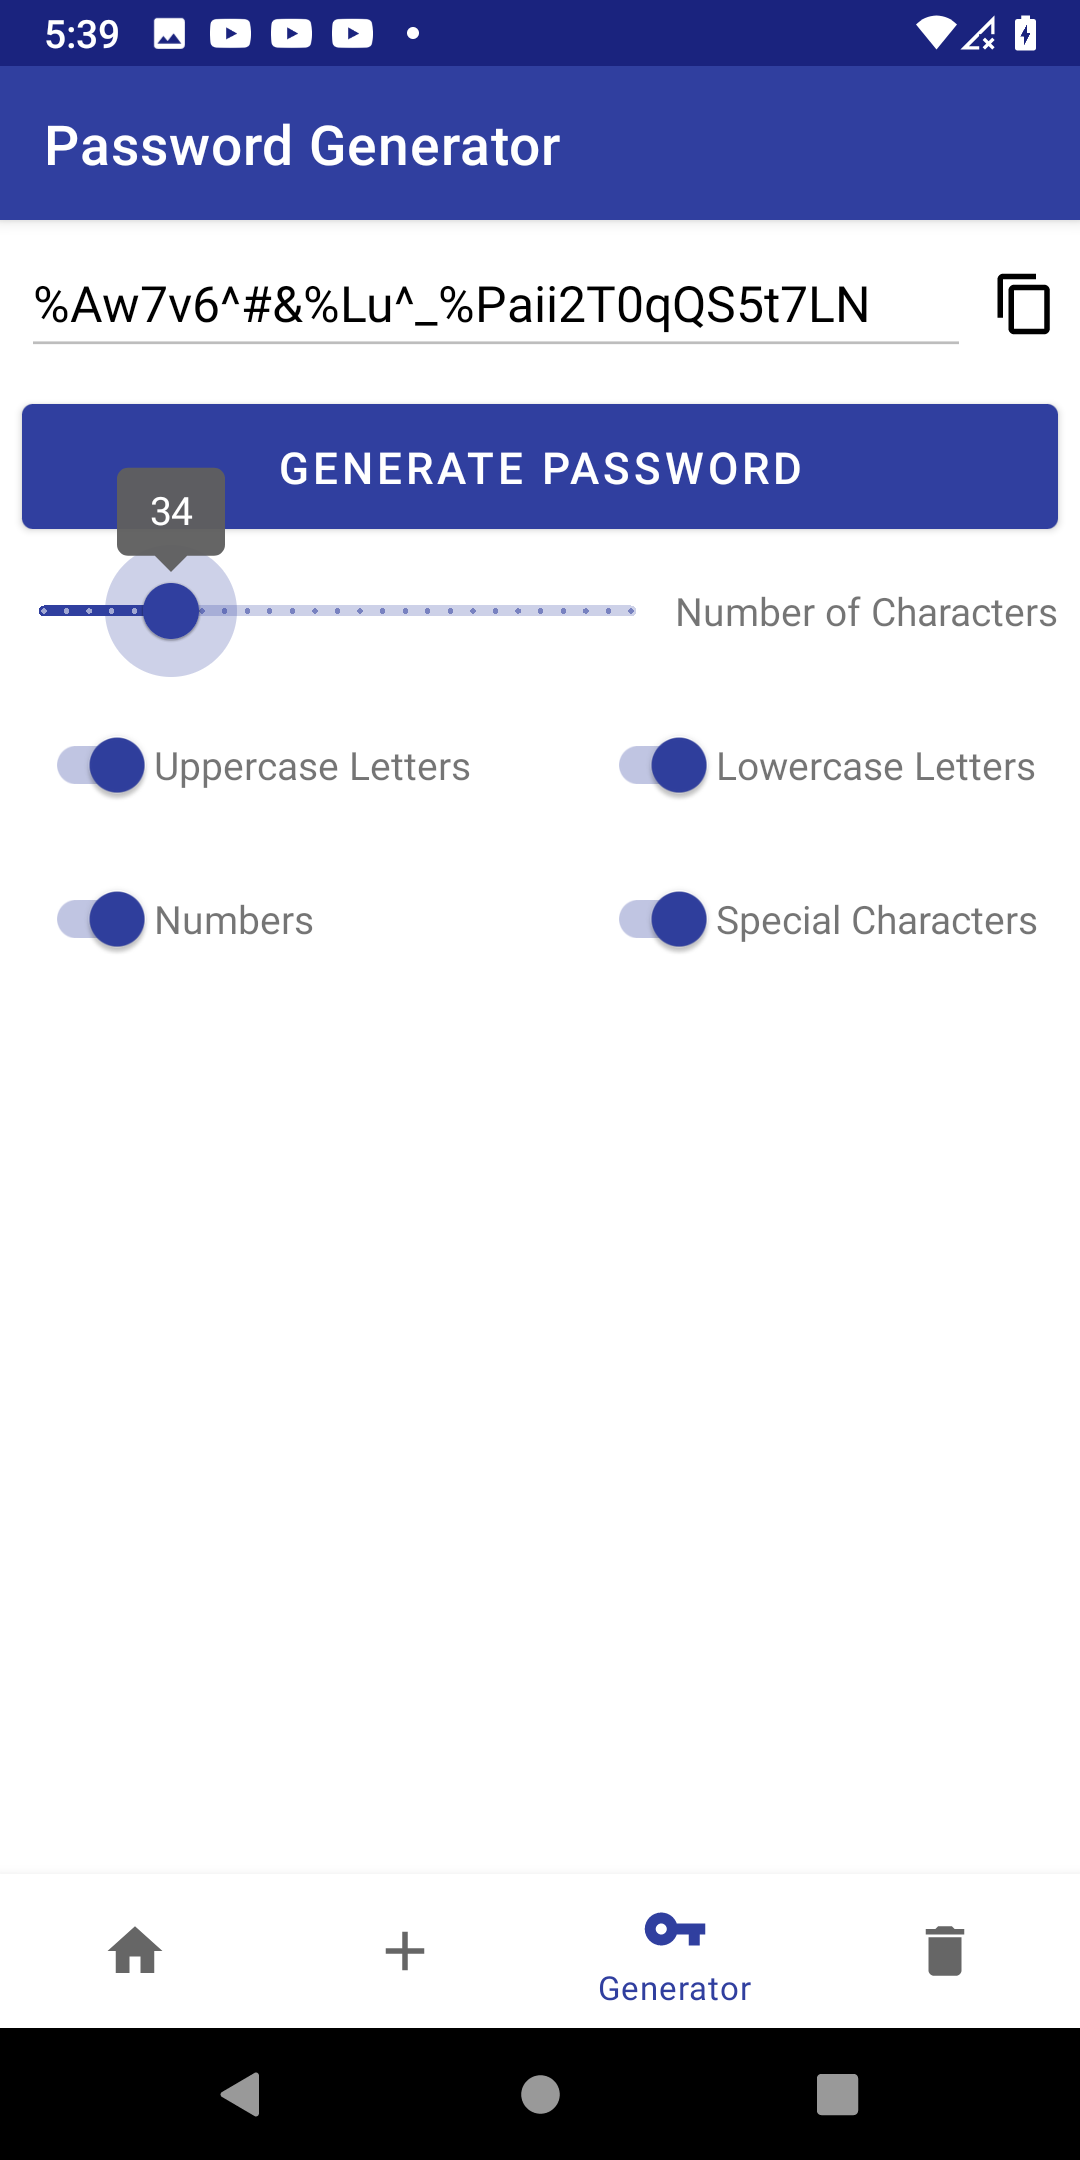 5:39
Password Generator
%Aw7v6^#&%Lu^_%Paii2T0qQS5t7LN
GENERATE PASSWORD
34
Number of Characters
Uppercase Letters
Lowercase Letters
Numbers
Special Characters
Generator